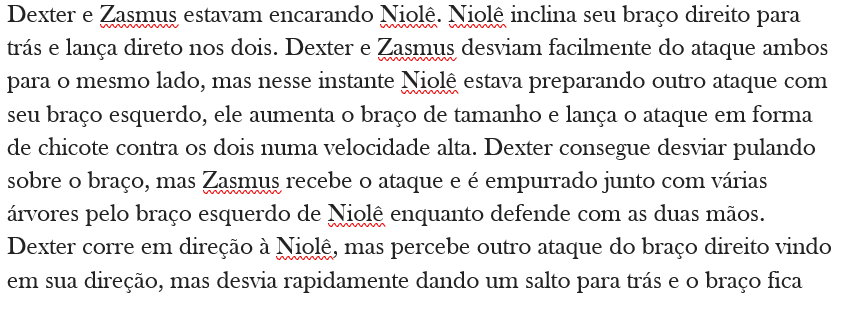 Dexter e Zasmus estavam encarando Niolê. Niolê inclina seu braço direito para
trás e lança direto nos dois. Dexter e Zasmus desviam facilmente do ataque ambos
para o mesmo lado, mas nesse instante Niolê estava preparando outro ataque com
seu braço esquerdo, ele aumenta o braço de tamanho e lança o ataque em forma
de chicote contra os dois numa velocidade alta. Dexter consegue desviar pulando
sobre o braço, mas Zasmus recebe o ataque e é empurrado junto com várias
árvores pelo braço esquerdo de Niolê enquanto defende com as duas mãos.
Dexter corre em direção à Niolê, mas percebe outro ataque do braço direito vindo
em sua direção, mas desvia rapidamente dando um salto para trás e o braço fica